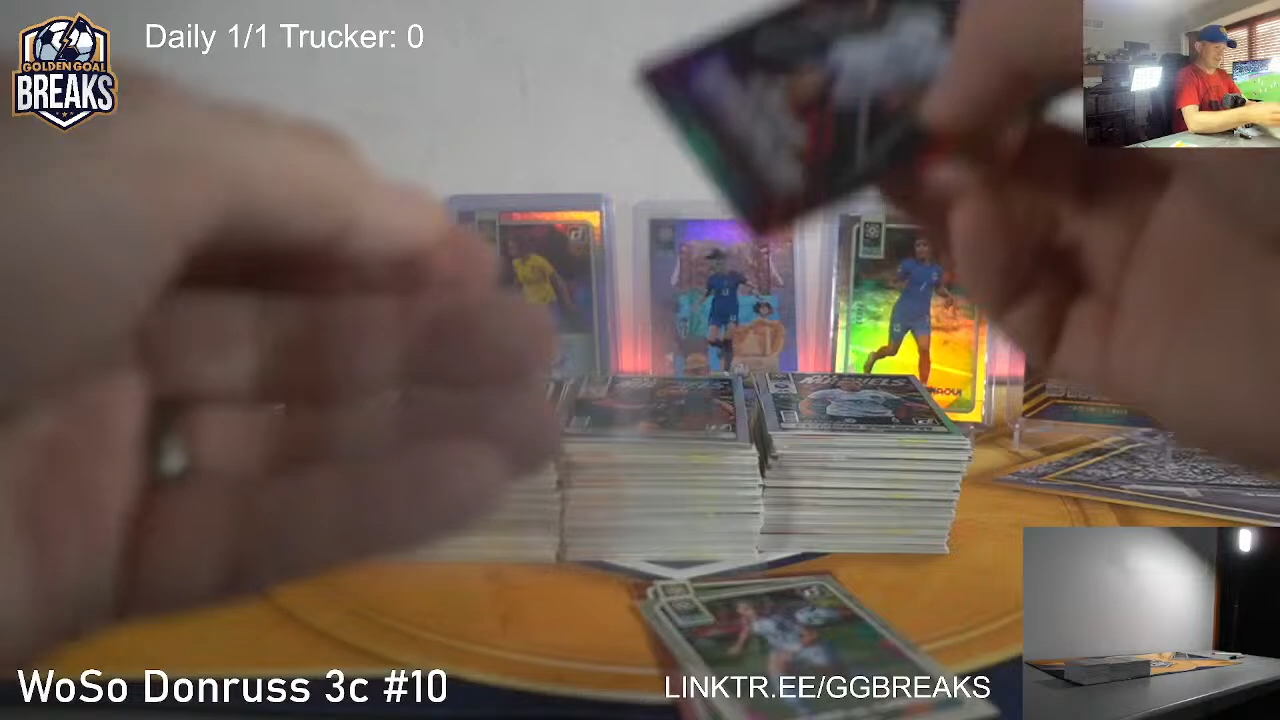 Daily 1/1 Trucker: 0
GOLDEN GOAL
BREAKS
WoSo Donruss 3c #10
LINKTR.EE/GGBREAKS